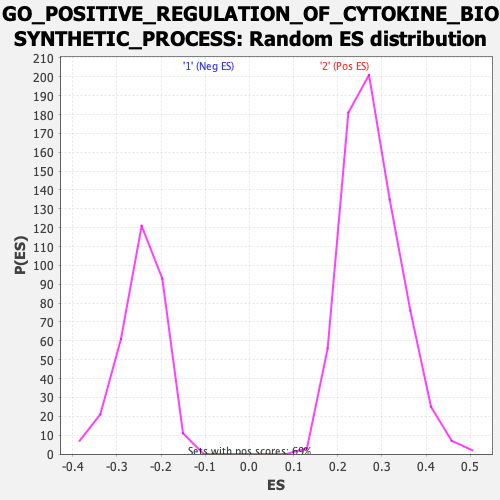 GO_POSITIVE_REGULATION_OF_CYTOKINE_BIO
SYNTHETIC_PROCESS: Random ES distribution
'1' (Neg ES)
'2' (Pos ES)
P(ES)
210
200
190
180
170
160
150
140
130
120
110
100
90
80
70
60
50
40
30
20
10
0
Sets with pos scores: 69%
-0.4 -0.3 -0.2 -0.1 0.0 0.1 0.2 0.3 0.4 0.5
ES